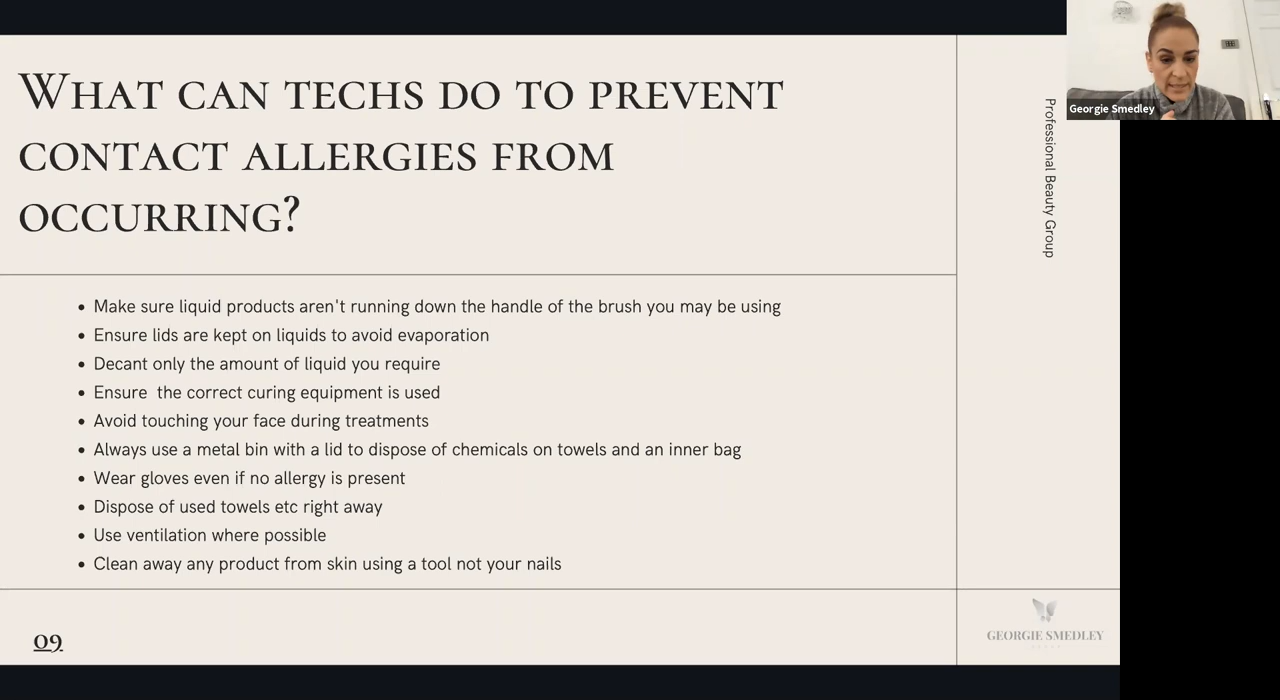 What can techs do to prevent
contact allergies from
occurring?
Georgie Smedley
Professional Beauty Group
• Make sure liquid products aren't running down the handle of the brush you may be using
• Ensure lids are kept on liquids to avoid evaporation
• Decant only the amount of liquid you require
• Ensure  the correct curing equipment is used
• Avoid touching your face during treatments
• Always use a metal bin with a lid to dispose of chemicals on towels and an inner bag
• Wear gloves even if no allergy is present
• Dispose of used towels etc right away
• Use ventilation where possible
• Clean away any product from skin using a tool not your nails
09
GEORGIE SMEDLEY